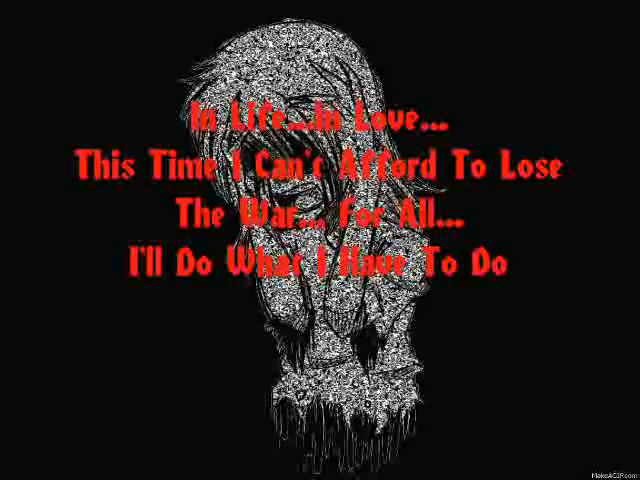 In Life...In Love...
This Time I Can't Afford To Lose
The War... For All...
I'll Do What I Have To Do
MakeAGIF.com